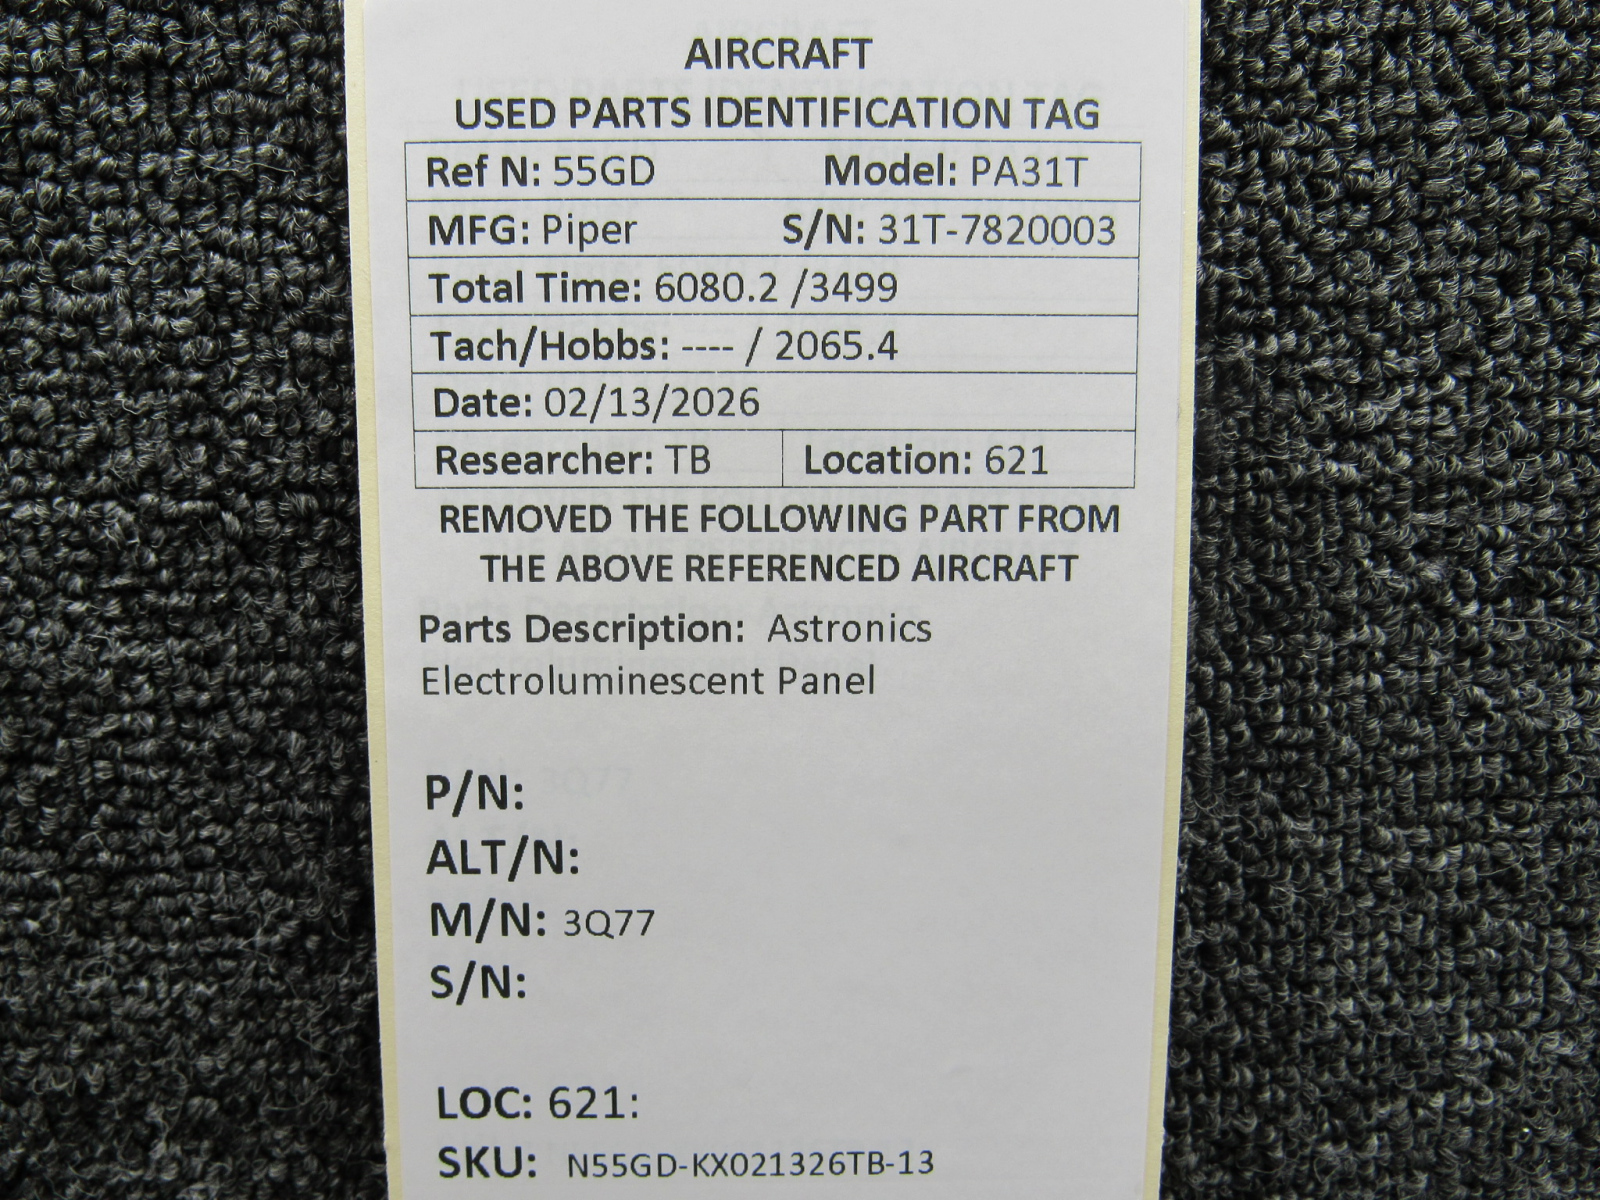 AIRCRAFT
USED PARTS IDENTIFICATION TAG
Ref N: 55GD Model: PA31T
MFG: Piper S/N: 31T-7820003
Total Time: 6080.2 /3499
Tach/Hobbs: ---- / 2065.4
Date: 02/13/2026
Researcher: TB Location: 621
REMOVED THE FOLLOWING PART FROM
THE ABOVE REFERENCED AIRCRAFT
Parts Description: Astronics
Electroluminescent Panel
P/N:
ALT/N:
M/N: 3Q77
S/N:
LOC: 621:
SKU: N55GD-KX021326TB-13